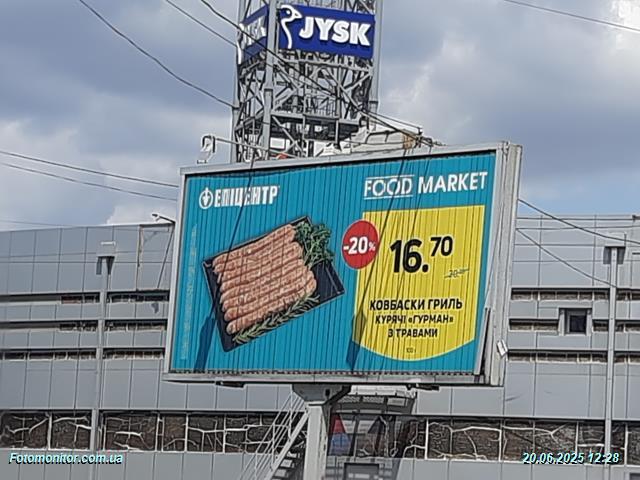 JYSK
ЕПІЦЕНТР
FOOD MARKET
-20%
16.70
КОВБАСКИ ГРИЛЬ
КУРЯЧІ «ГУРМАН»
З ТРАВАМИ
100 г
Fotomonitor.com.ua
20.06.2025 12:28